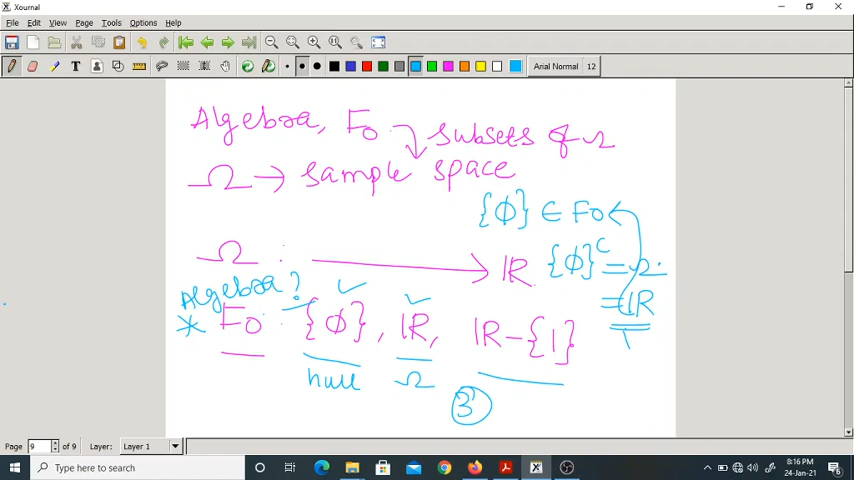 Xournal
File Edit View Page Tools Options Help
Arial Normal 12
Algebra, F0 subsets of Ω
Ω → sample space
{Φ} ∈ F0
Ω : → IR {Φ}^c = Ω.
Algebra? = IR
* F0 : {Φ}, IR, IR-{1}
null Ω
3
Page 9 of 9 Layer: Layer 1
Type here to search
8:16 PM
24-Jan-21
6